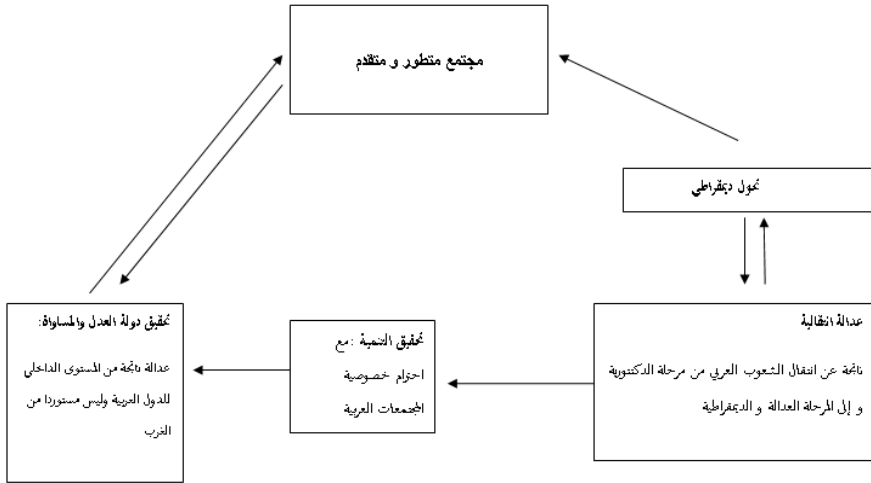 مجتمع متطور و متقدم
تحول ديمقراطي
عدالة انتقالية
ناتجة عن انتقال الشعوب العربي من مرحلة الدكتتورية
و إلى المرحلة العدالة و الديمقراطية
تحقيق التنمية : مع
احترام خصوصية
المجتمعات العربية
تحقيق دولة العدل والمساواة:
عدالة ناتجة من المستوى الداخلي
للدول العربية وليس مستوردا من
الغرب